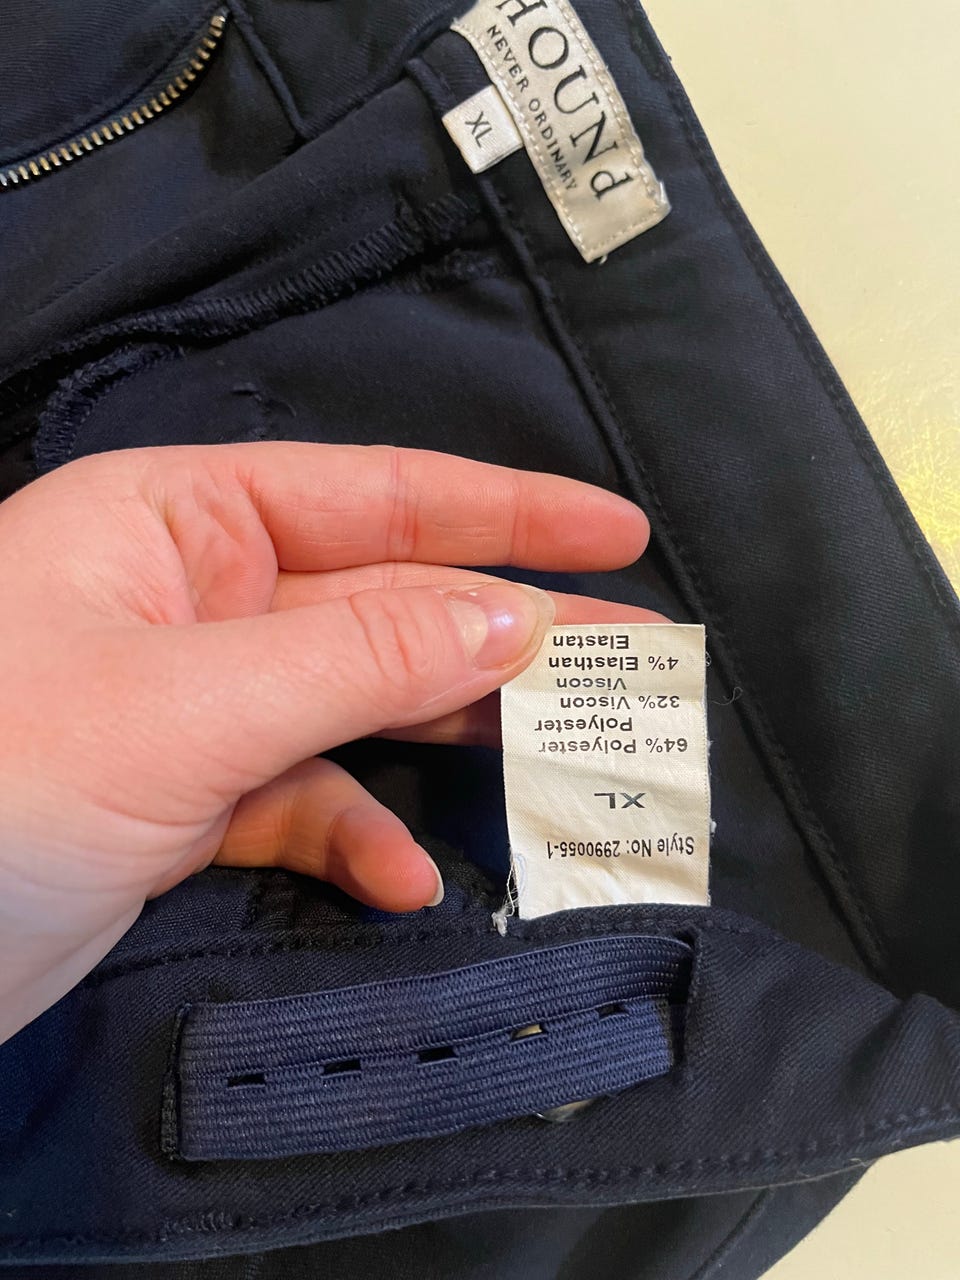 HOUNd
NEVER ORDINARY
XL
Style No: 2990055-1
XL
64% Polyester
Polyester
32% Viscon
Viscon
4% Elasthan
Elastan